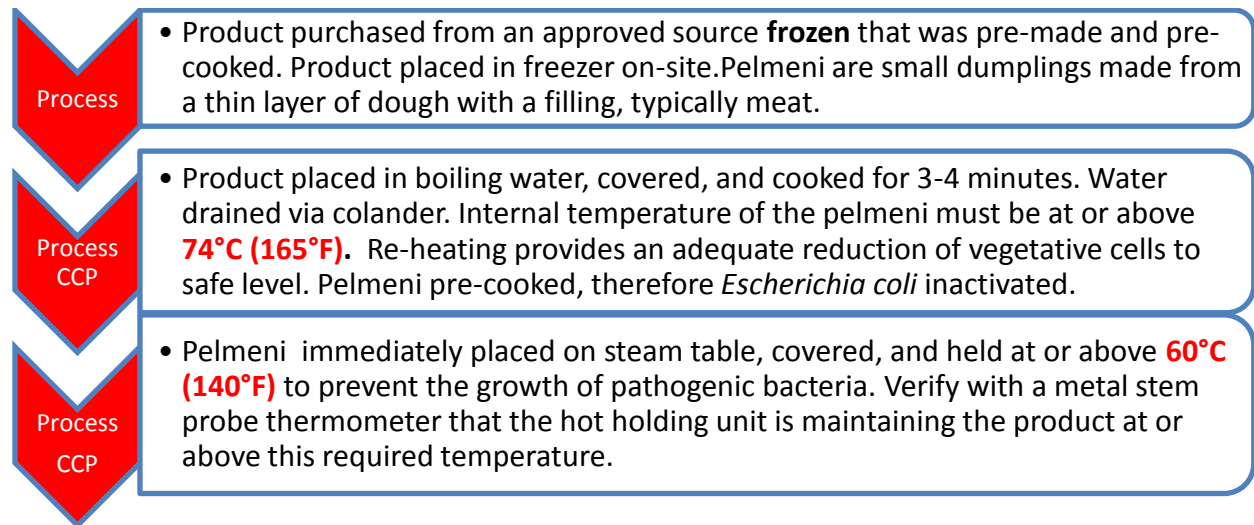 Process
• Product purchased from an approved source frozen that was pre-made and pre-
cooked. Product placed in freezer on-site.Pelmeni are small dumplings made from
a thin layer of dough with a filling, typically meat.
Process
CCP
• Product placed in boiling water, covered, and cooked for 3-4 minutes. Water
drained via colander. Internal temperature of the pelmeni must be at or above
74°C (165°F). Re-heating provides an adequate reduction of vegetative cells to
safe level. Pelmeni pre-cooked, therefore Escherichia coli inactivated.
Process
CCP
• Pelmeni immediately placed on steam table, covered, and held at or above 60°C
(140°F) to prevent the growth of pathogenic bacteria. Verify with a metal stem
probe thermometer that the hot holding unit is maintaining the product at or
above this required temperature.